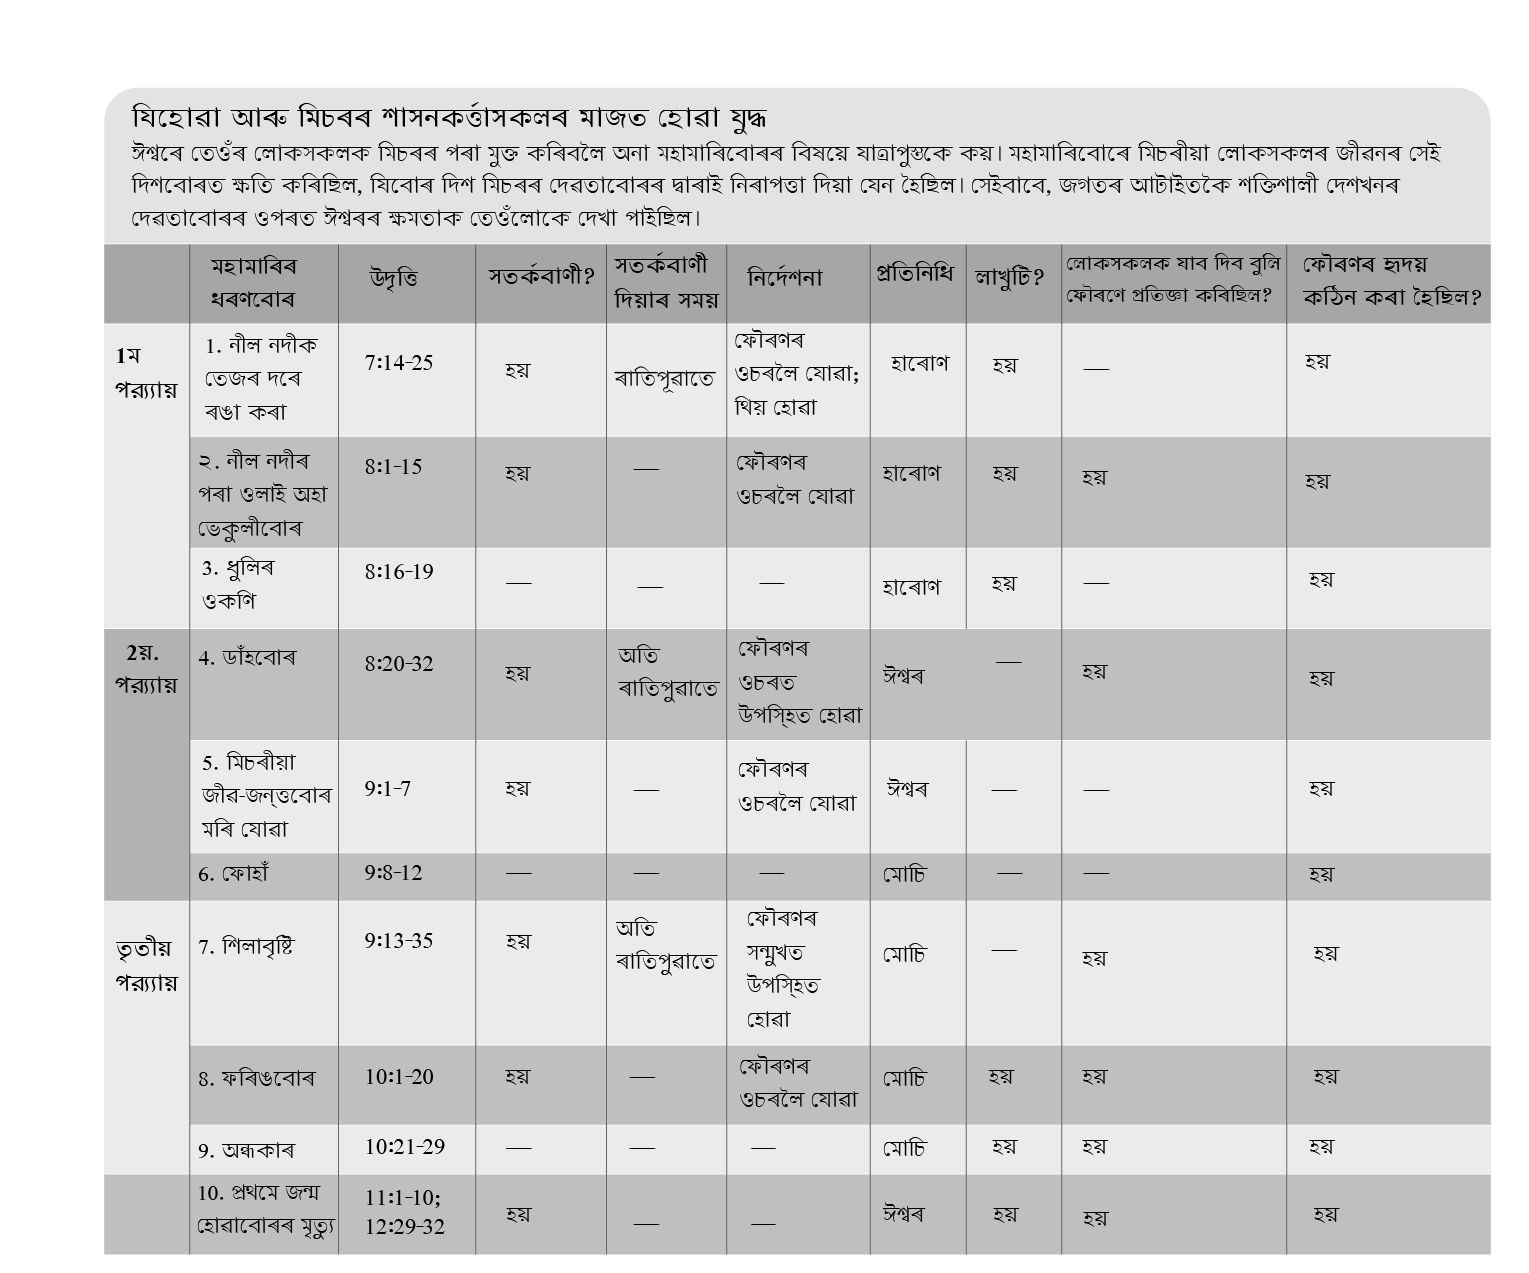 যিহোৱা আৰু মিচৰৰ শাসনকৰ্ত্তাসকলৰ মাজত হোৱা যুদ্ধ
ঈশ্বৰে তেওঁৰ লোকসকলক মিচৰৰ পৰা মুক্ত কৰিবলৈ অনা মহামাৰিবোৰৰ বিষয়ে যাত্ৰাপুস্তকে কয়। মহামাৰিবোৰে মিচৰীয়া লোকসকলৰ জীৱনৰ সেই
দিশবোৰত ক্ষতি কৰিছিল, যিবোৰ দিশ মিচৰৰ দেৱতাবোৰৰ দ্বাৰাই নিৰাপত্তা দিয়া যেন হৈছিল। সেইবাবে, জগতৰ আটাইতকৈ শক্তিশালী দেশখনৰ
দেৱতাবোৰৰ ওপৰত ঈশ্বৰৰ ক্ষমতাক তেওঁলোকে দেখা পাইছিল।
মহামাৰিৰ
ধৰণবোৰ
উদ্বৃত্তি
সতৰ্কবাণী?
সতৰ্কবাণী
দিয়াৰ সময়
নিৰ্দেশনা
প্ৰতিনিধি
লাখুটি?
লোকসকলক যাব দিব বুলি
ফৌৰণে প্ৰতিজ্ঞা কৰিছিল?
ফৌৰণৰ হৃদয়
কঠিন কৰা হৈছিল?
1ম
পৰ‍্য্যায়
1. নীল নদীক
তেজৰ দৰে
ৰঙা কৰা
7:14-25
হয়
ৰাতিপূৱাতে
ফৌৰণৰ
ওচৰলৈ যোৱা;
থিয় হোৱা
হাৰোণ
হয়
—
হয়
২. নীল নদীৰ
পৰা ওলাই অহা
ভেকুলীবোৰ
8:1-15
হয়
—
ফৌৰণৰ
ওচৰলৈ যোৱা
হাৰোণ
হয়
হয়
হয়
3. ধুলিৰ
ওকণি
8:16-19
—
—
—
হাৰোণ
হয়
—
হয়
2য়.
পৰ‍্য্যায়
4. ডাঁহবোৰ
8:20-32
হয়
অতি
ৰাতিপুৱাতে
ফৌৰণৰ
ওচৰত
উপস্হিত হোৱা
ঈশ্বৰ
—
হয়
হয়
5. মিচৰীয়া
জীৱ-জন্ত্তবোৰ
মৰি যোৱা
9:1-7
হয়
—
ফৌৰণৰ
ওচৰলৈ যোৱা
ঈশ্বৰ
—
—
হয়
6. ফোহাঁ
9:8-12
—
—
—
মোচি
—
—
হয়
তৃতীয়
পৰ‍্য্যায়
7. শিলাবৃষ্টি
9:13-35
হয়
অতি
ৰাতিপুৱাতে
ফৌৰণৰ
সন্মুখত
উপস্হিত
হোৱা
মোচি
—
হয়
হয়
8. ফৰিঙবোৰ
10:1-20
হয়
—
ফৌৰণৰ
ওচৰলৈ যোৱা
মোচি
হয়
হয়
হয়
9. অন্ধকাৰ
10:21-29
—
—
—
মোচি
হয়
হয়
হয়
10. প্ৰথমে জন্ম
হোৱাবোৰৰ মৃত্যু
11:1-10;
12:29-32
হয়
—
—
ঈশ্বৰ
হয়
হয়
হয়